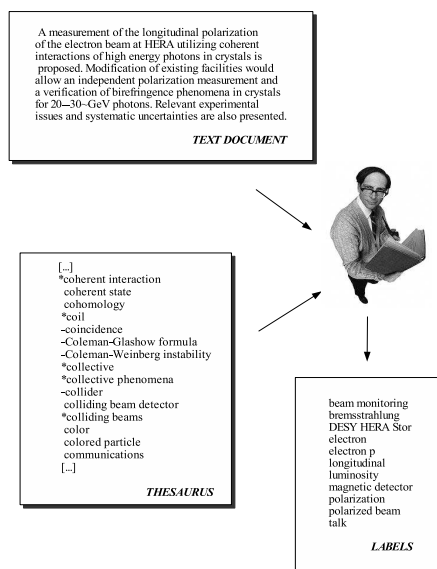 A measurement of the longitudinal polarization
of the electron beam at HERA utilizing coherent
interactions of high energy photons in crystals is
proposed. Modification of existing facilities would
allow an independent polarization measurement and
a verification of birefringence phenomena in crystals
for 20—30~GeV photons. Relevant experimental
issues and systematic uncertainties are also presented.
TEXT DOCUMENT
[...]
*coherent interaction
coherent state
cohomology
*coil
-coincidence
-Coleman-Glashow formula
-Coleman-Weinberg instability
*collective
*collective phenomena
-collider
colliding beam detector
*colliding beams
color
colored particle
communications
[...]
THESAURUS
beam monitoring
bremsstrahlung
DESY HERA Stor
electron
electron p
longitudinal
luminosity
magnetic detector
polarization
polarized beam
talk
LABELS